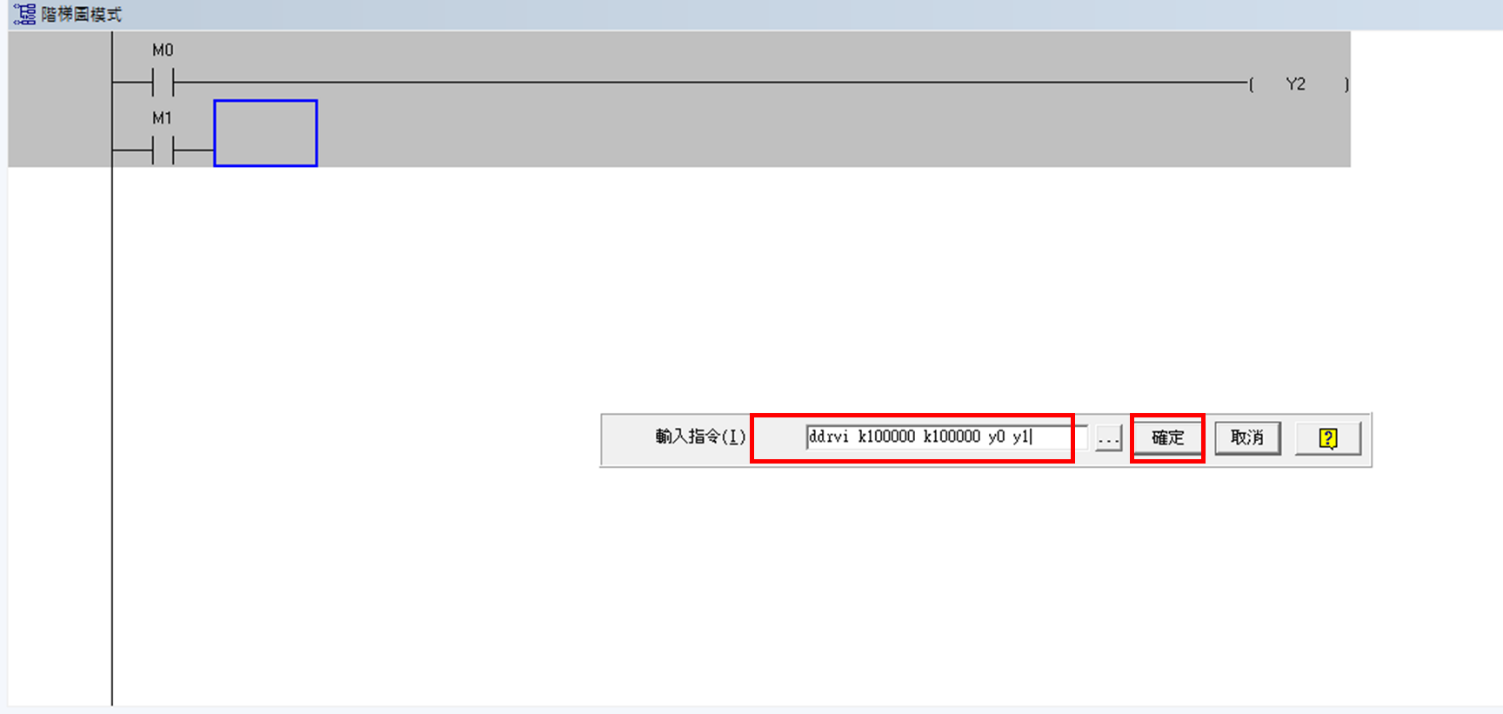 階梯圖模式
M0
( Y2 )
M1
輸入指令(I) ddrvi k100000 k100000 y0 y1 ... 確定 取消 ?